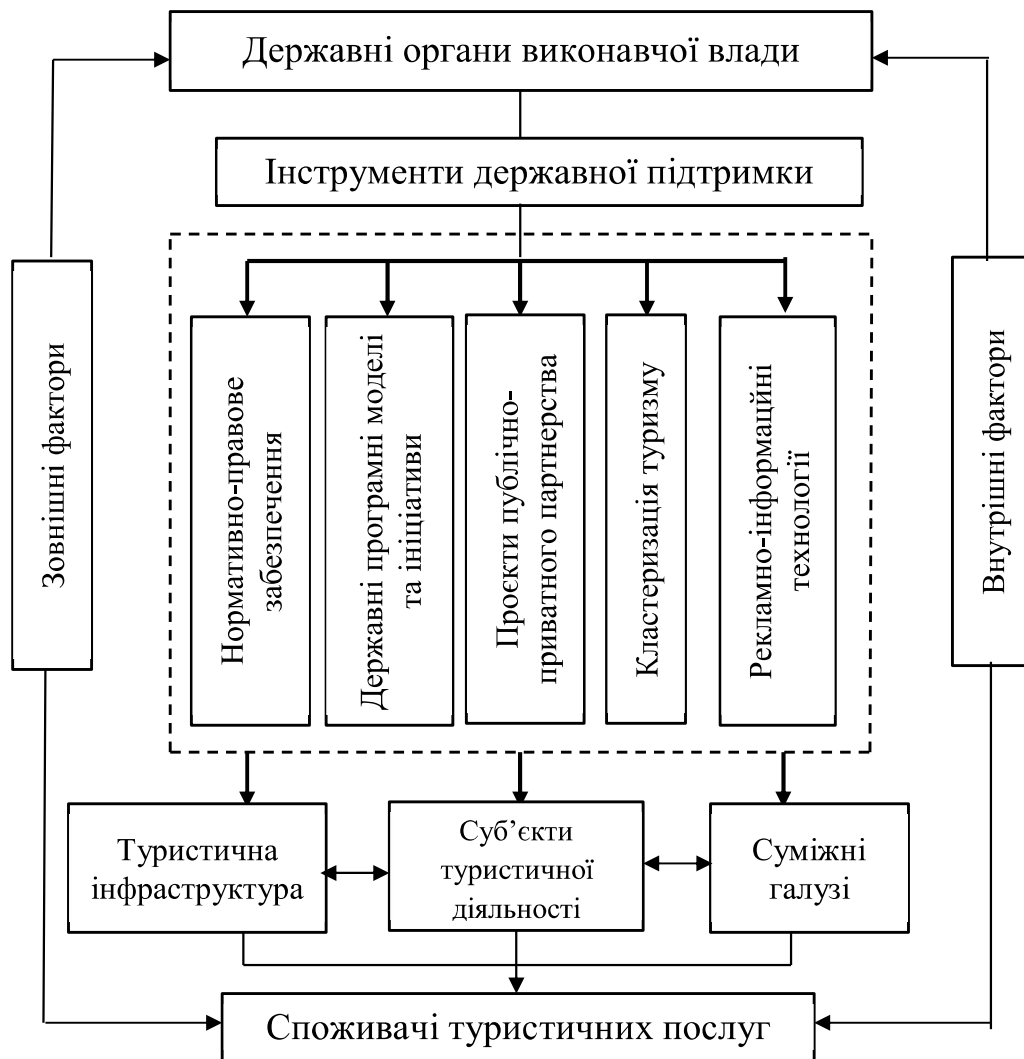 Державні органи виконавчої влади
Інструменти державної підтримки
Зовнішні фактори
Нормативно-правове
забезпечення
Державні програмні моделі
та ініціативи
Проєкти публічно-
приватного партнерства
Кластеризація туризму
Рекламно-інформаційні
технології
Внутрішні фактори
Туристична
інфраструктура
Суб’єкти
туристичної
діяльності
Суміжні
галузі
Споживачі туристичних послуг